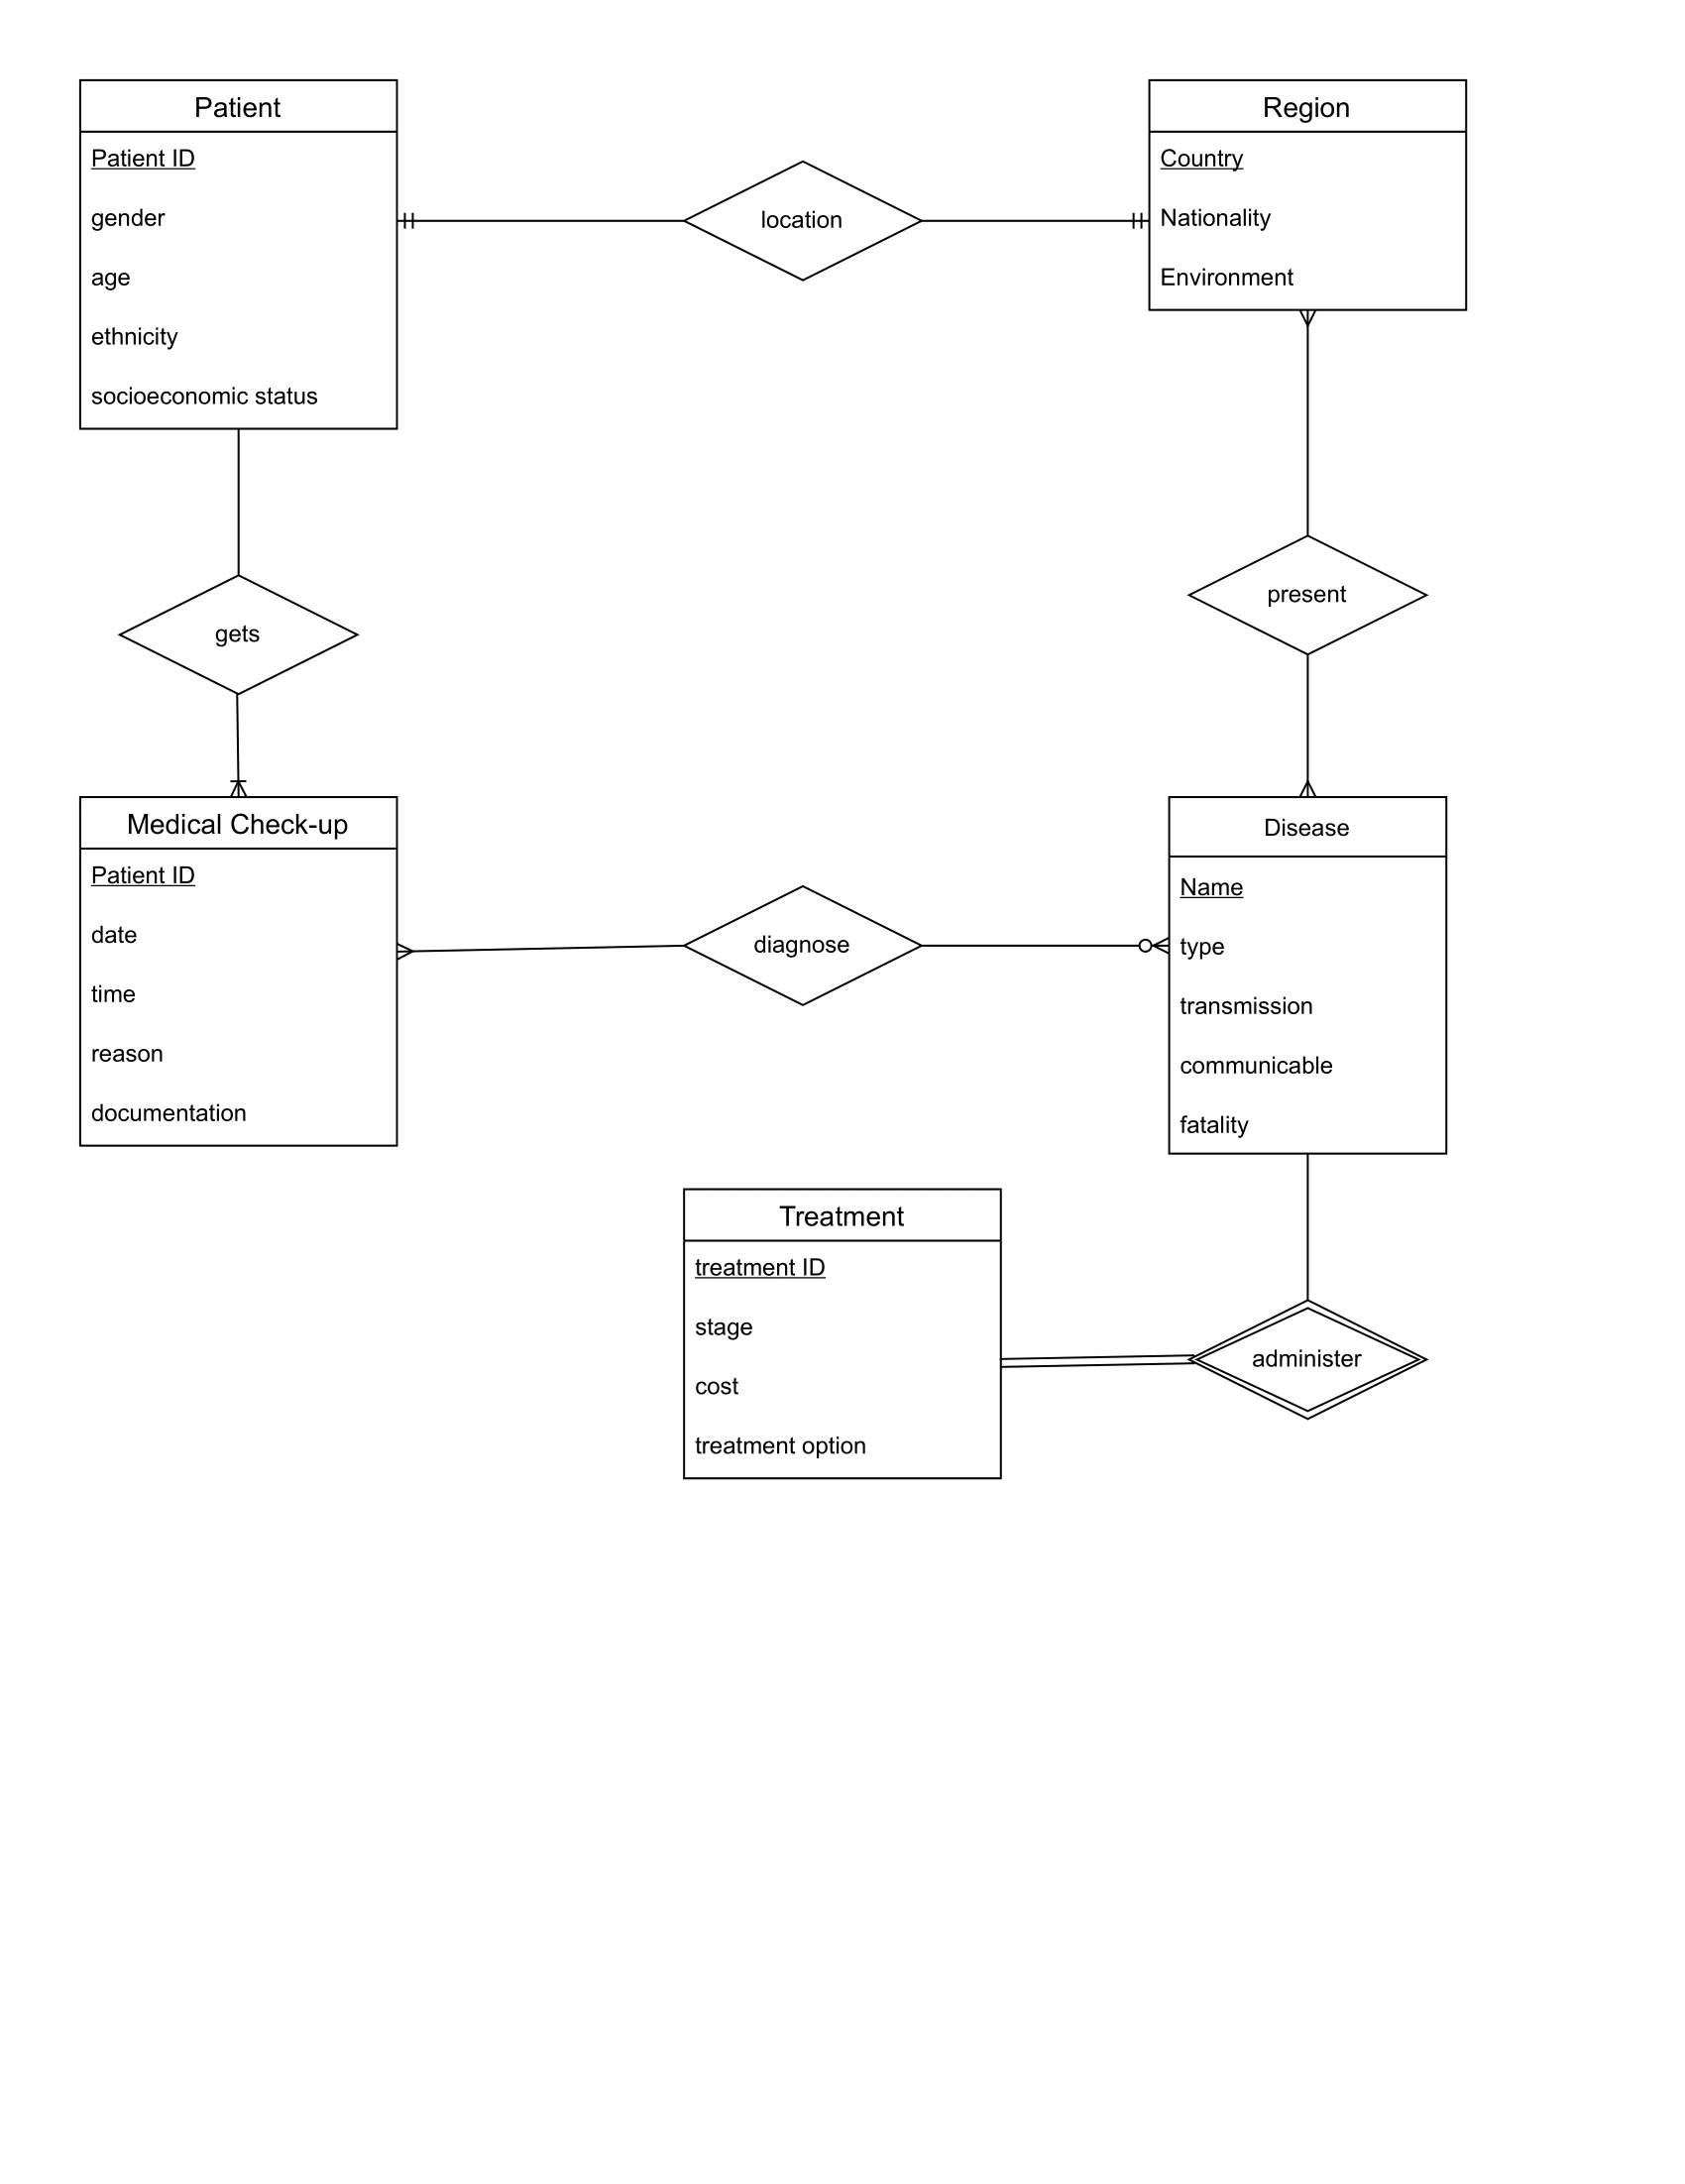 Patient
Patient ID
gender
age
ethnicity
socioeconomic status
location
Region
Country
Nationality
Environment
gets
present
Medical Check-up
Patient ID
date
time
reason
documentation
diagnose
Disease
Name
type
transmission
communicable
fatality
Treatment
treatment ID
stage
cost
treatment option
administer